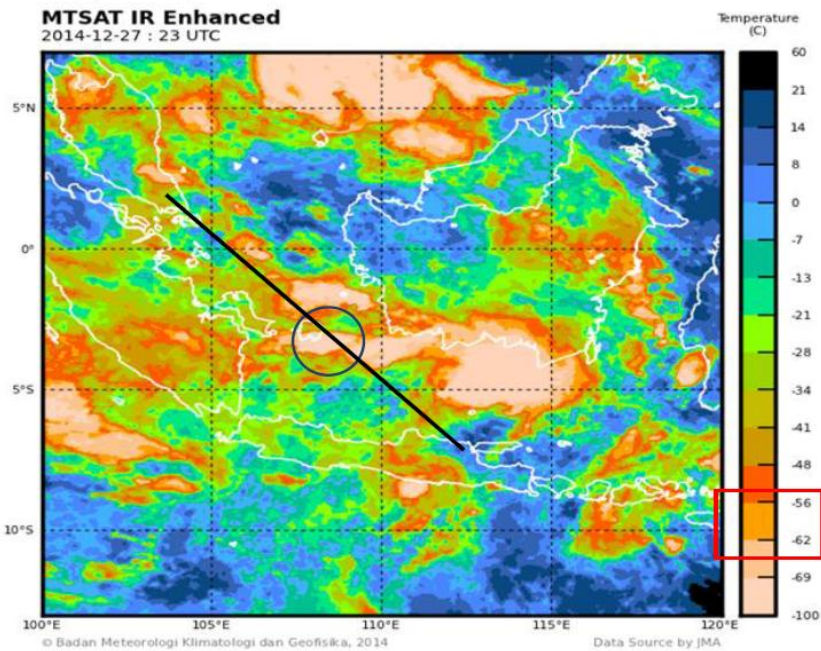 MTSAT IR Enhanced
2014-12-27 : 23 UTC
Temperature
(C)
60
21
14
8
0
-7
-13
-21
-28
-34
-41
-48
-56
-62
-69
-100
5°N
0°
5°S
10°S
100°E
105°E
110°E
115°E
120°E
© Badan Meteorologi Klimatologi dan Geofisika, 2014
Data Source by JMA